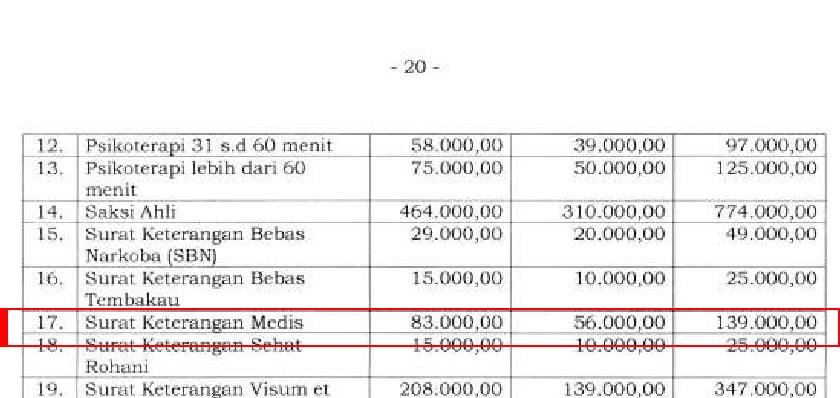 - 20 -
12. Psikoterapi 31 s.d 60 menit 58.000,00 39.000,00 97.000,00
13. Psikoterapi lebih dari 60 75.000,00 50.000,00 125.000,00
menit
14. Saksi Ahli 464.000,00 310.000,00 774.000,00
15. Surat Keterangan Bebas 29.000,00 20.000,00 49.000,00
Narkoba (SBN)
16. Surat Keterangan Bebas 15.000,00 10.000,00 25.000,00
Tembakau
17. Surat Keterangan Medis 83.000,00 56.000,00 139.000,00
18. Surat Keterangan Sehat 15.000,00 10.000,00 25.000,00
Rohani
19. Surat Keterangan Visum et 208.000,00 139.000,00 347.000,00